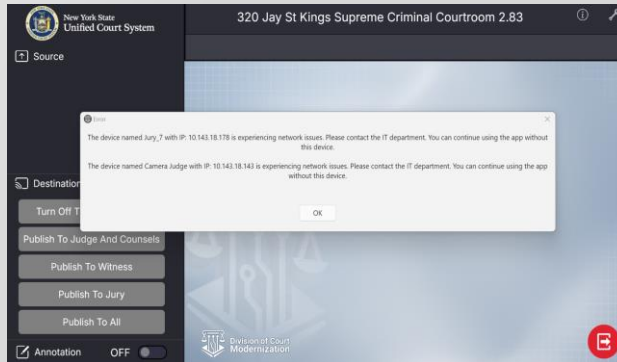 New York State
Unified Court System
320 Jay St Kings Supreme Criminal Courtroom 2.83
Source
Error
The device named Jury_7 with IP: 10.143.18.178 is experiencing network issues. Please contact the IT department. You can continue using the app without
this device.
The device named Camera Judge with IP: 10.143.18.143 is experiencing network issues. Please contact the IT department. You can continue using the app
without this device.
OK
Destination
Turn Off T
Publish To Judge And Counsels
Publish To Witness
Publish To Jury
Publish To All
Annotation OFF
Division of Court
Modernization